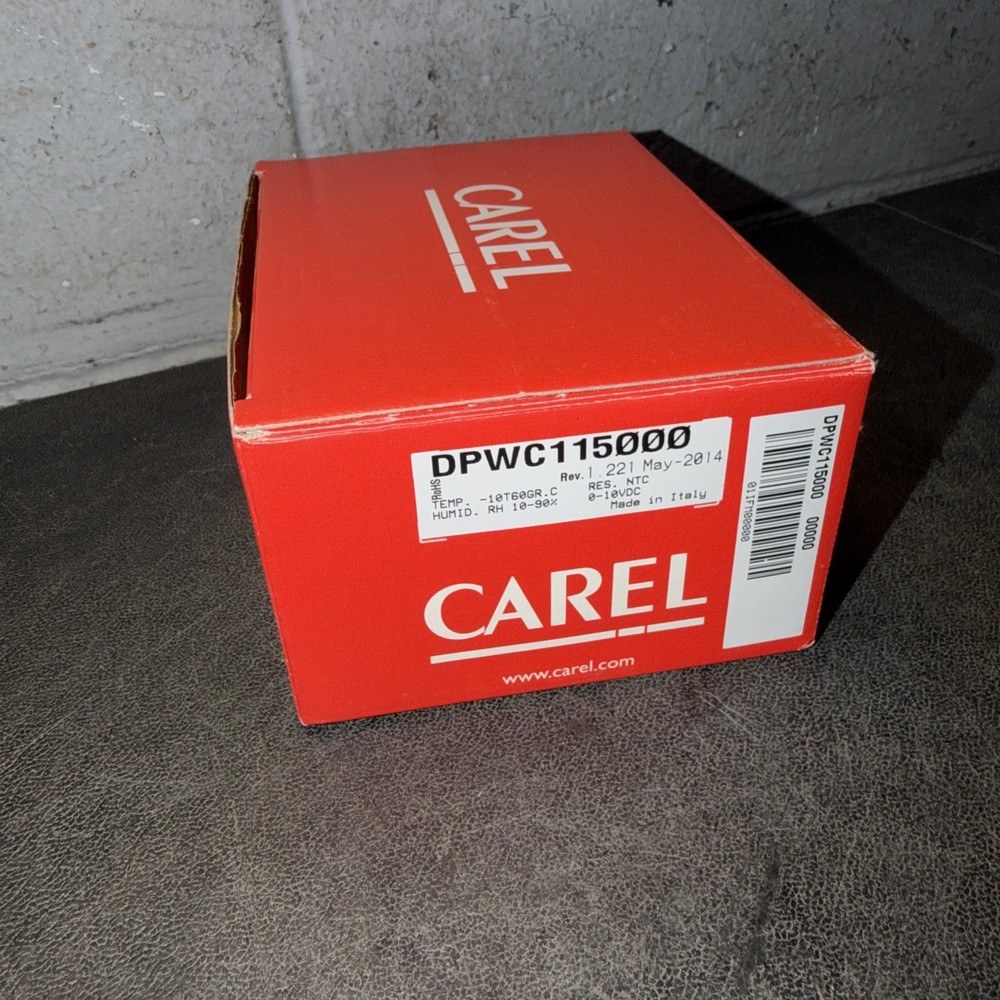 CAREL
DPWC115000
Rev. 1.221 May-2014
RoHS
TEMP. -10T60GR.C RES. NTC
HUMID. RH 10-90% 0-10VDC
Made in Italy
CAREL
www.carel.com
DPWC115000 00000